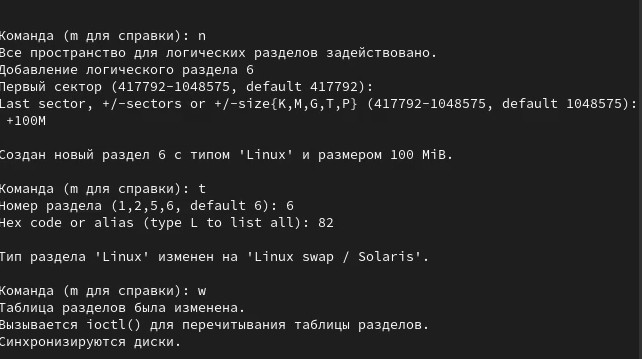 Команда (m для справки): n
Все пространство для логических разделов задействовано.
Добавление логического раздела 6
Первый сектор (417792-1048575, default 417792):
Last sector, +/-sectors or +/-size{K,M,G,T,P} (417792-1048575, default 1048575):
+100M
Создан новый раздел 6 с типом 'Linux' и размером 100 MiB.
Команда (m для справки): t
Номер раздела (1,2,5,6, default 6): 6
Hex code or alias (type L to list all): 82
Тип раздела 'Linux' изменен на 'Linux swap / Solaris'.
Команда (m для справки): w
Таблица разделов была изменена.
Вызывается ioctl() для перечитывания таблицы разделов.
Синхронизируются диски.